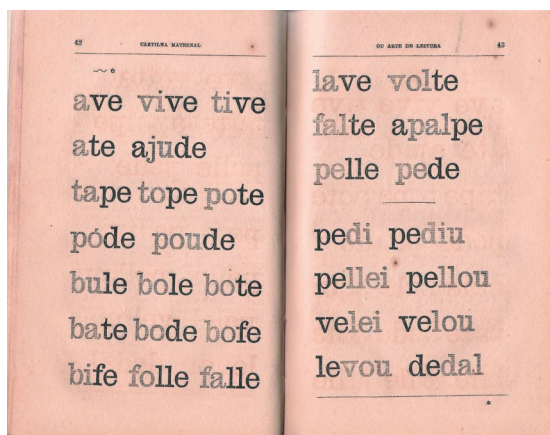 42 CARTILHA MATERNAL
e
ave vive tive
ate ajude
tape tope pote
póde poude
bule bole bote
bate bode bofe
bife folle falle
OU ARTE DE LEITURA 43
lave volte
falte apalpe
pelle pede
pedi pediu
pellei pellou
velei velou
levou dedal